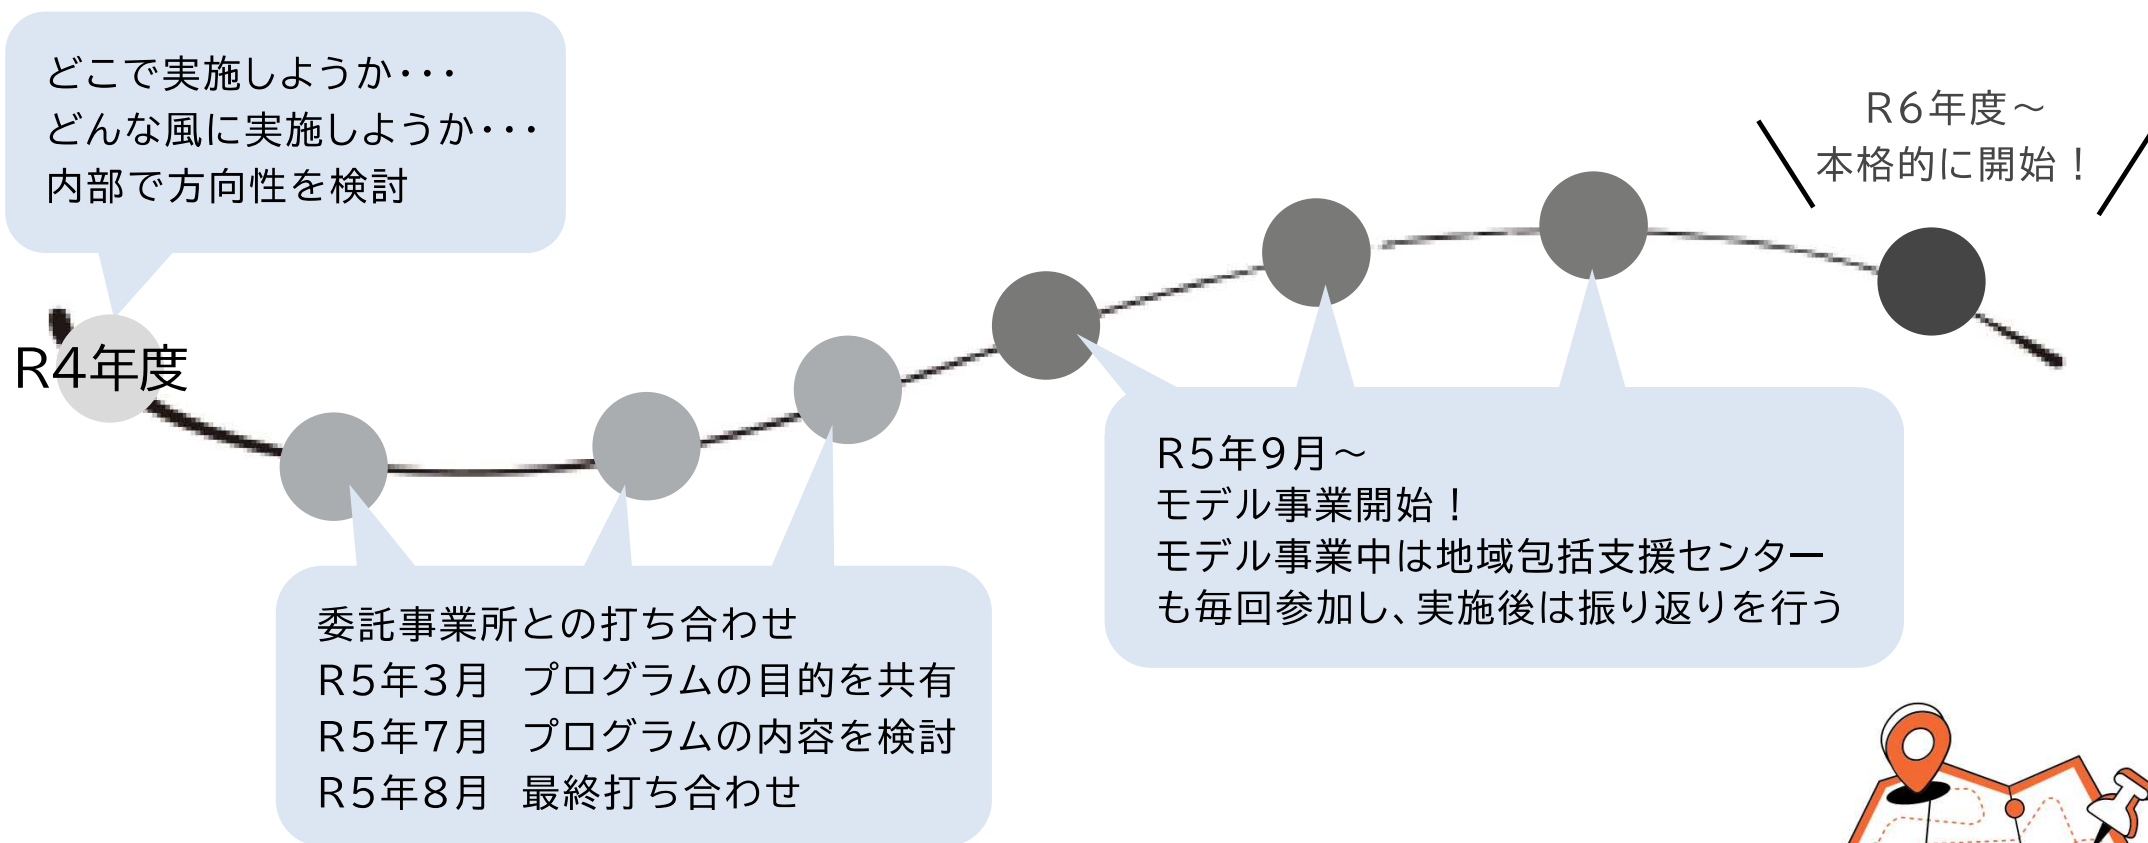 どこで実施しようか・・・
どんな風に実施しようか・・・
内部で方向性を検討
R4年度
委託事業所との打ち合わせ
R5年3月　プログラムの目的を共有
R5年7月　プログラムの内容を検討
R5年8月　最終打ち合わせ
R5年9月～
モデル事業開始！
モデル事業中は地域包括支援センター
も毎回参加し、実施後は振り返りを行う
R6年度～
本格的に開始！